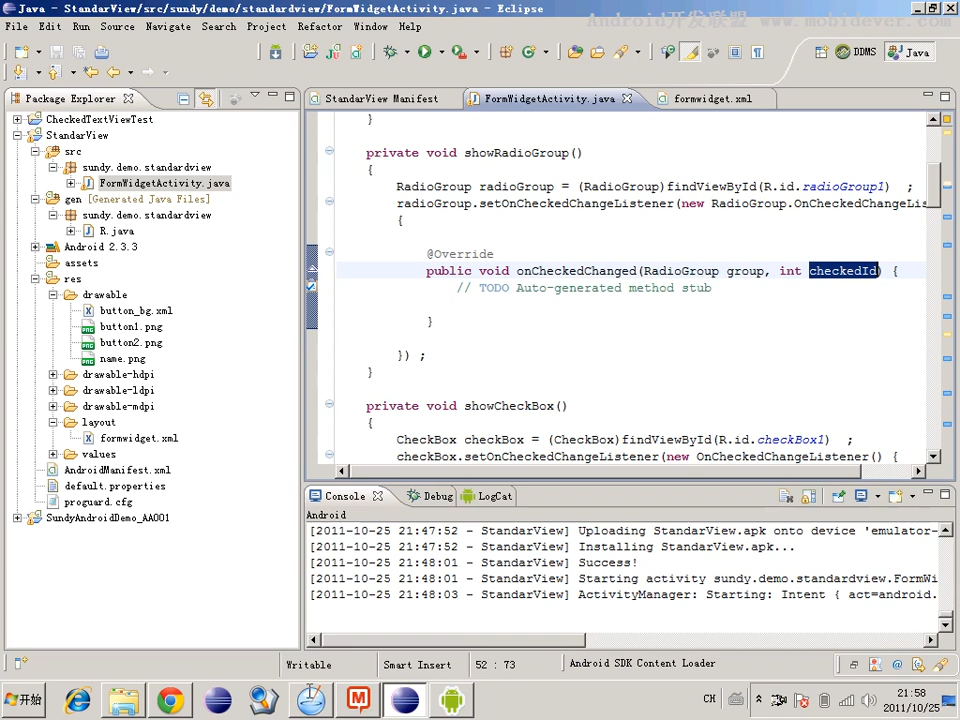 Java - StandarView/src/sundy/demo/standardview/FormWidgetActivity.java - Eclipse
Android开发联盟 www.mobidever.com
File Edit Run Source Navigate Search Project Refactor Window Help
DDMS Java
Package Explorer
StandarView Manifest FormWidgetActivity.java formwidget.xml
CheckedTextViewTest
StandarView
src
sundy.demo.standardview
FormWidgetActivity.java
gen [Generated Java Files]
sundy.demo.standardview
R.java
Android 2.3.3
assets
res
drawable
button_bg.xml
button1.png
button2.png
name.png
drawable-hdpi
drawable-ldpi
drawable-mdpi
layout
formwidget.xml
values
AndroidManifest.xml
default.properties
proguard.cfg
SundyAndroidDemo_AA001
}
private void showRadioGroup()
{
RadioGroup radioGroup = (RadioGroup)findViewById(R.id.radioGroup1) ;
radioGroup.setOnCheckedChangeListener(new RadioGroup.OnCheckedChangeLis
{
@Override
public void onCheckedChanged(RadioGroup group, int checkedId) {
// TODO Auto-generated method stub
}
}) ;
}
private void showCheckBox()
{
CheckBox checkBox = (CheckBox)findViewById(R.id.checkBox1) ;
checkBox.setOnCheckedChangeListener(new OnCheckedChangeListener() {
Console Debug LogCat
Android
[2011-10-25 21:47:52 - StandarView] Uploading StandarView.apk onto device 'emulator-
[2011-10-25 21:47:52 - StandarView] Installing StandarView.apk...
[2011-10-25 21:48:01 - StandarView] Success!
[2011-10-25 21:48:01 - StandarView] Starting activity sundy.demo.standardview.FormWi
[2011-10-25 21:48:03 - StandarView] ActivityManager: Starting: Intent { act=android.
Writable Smart Insert 52 : 73 Android SDK Content Loader
开始
CH
21:58
2011/10/25